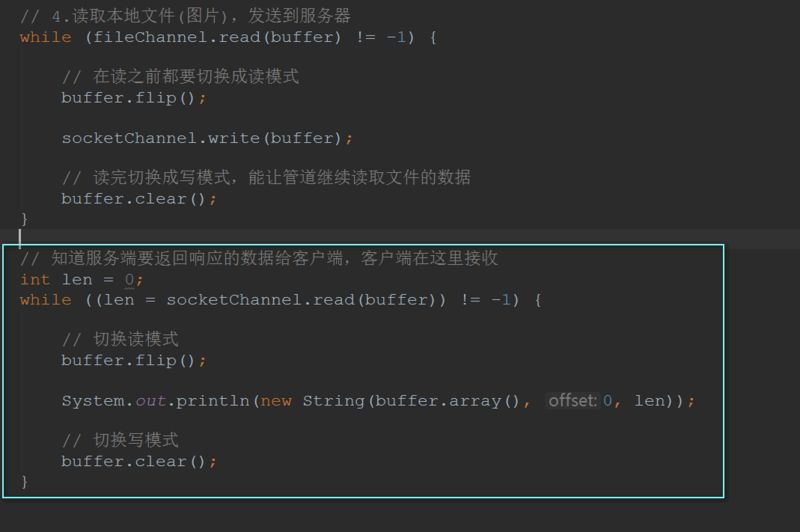 // 4.读取本地文件(图片)，发送到服务器
while (fileChannel.read(buffer) != -1) {
// 在读之前都要切换成读模式
buffer.flip();
socketChannel.write(buffer);
// 读完切换成写模式，能让管道继续读取文件的数据
buffer.clear();
}
// 知道服务端要返回响应的数据给客户端，客户端在这里接收
int len = 0;
while ((len = socketChannel.read(buffer)) != -1) {
// 切换读模式
buffer.flip();
System.out.println(new String(buffer.array(), offset: 0, len));
// 切换写模式
buffer.clear();
}